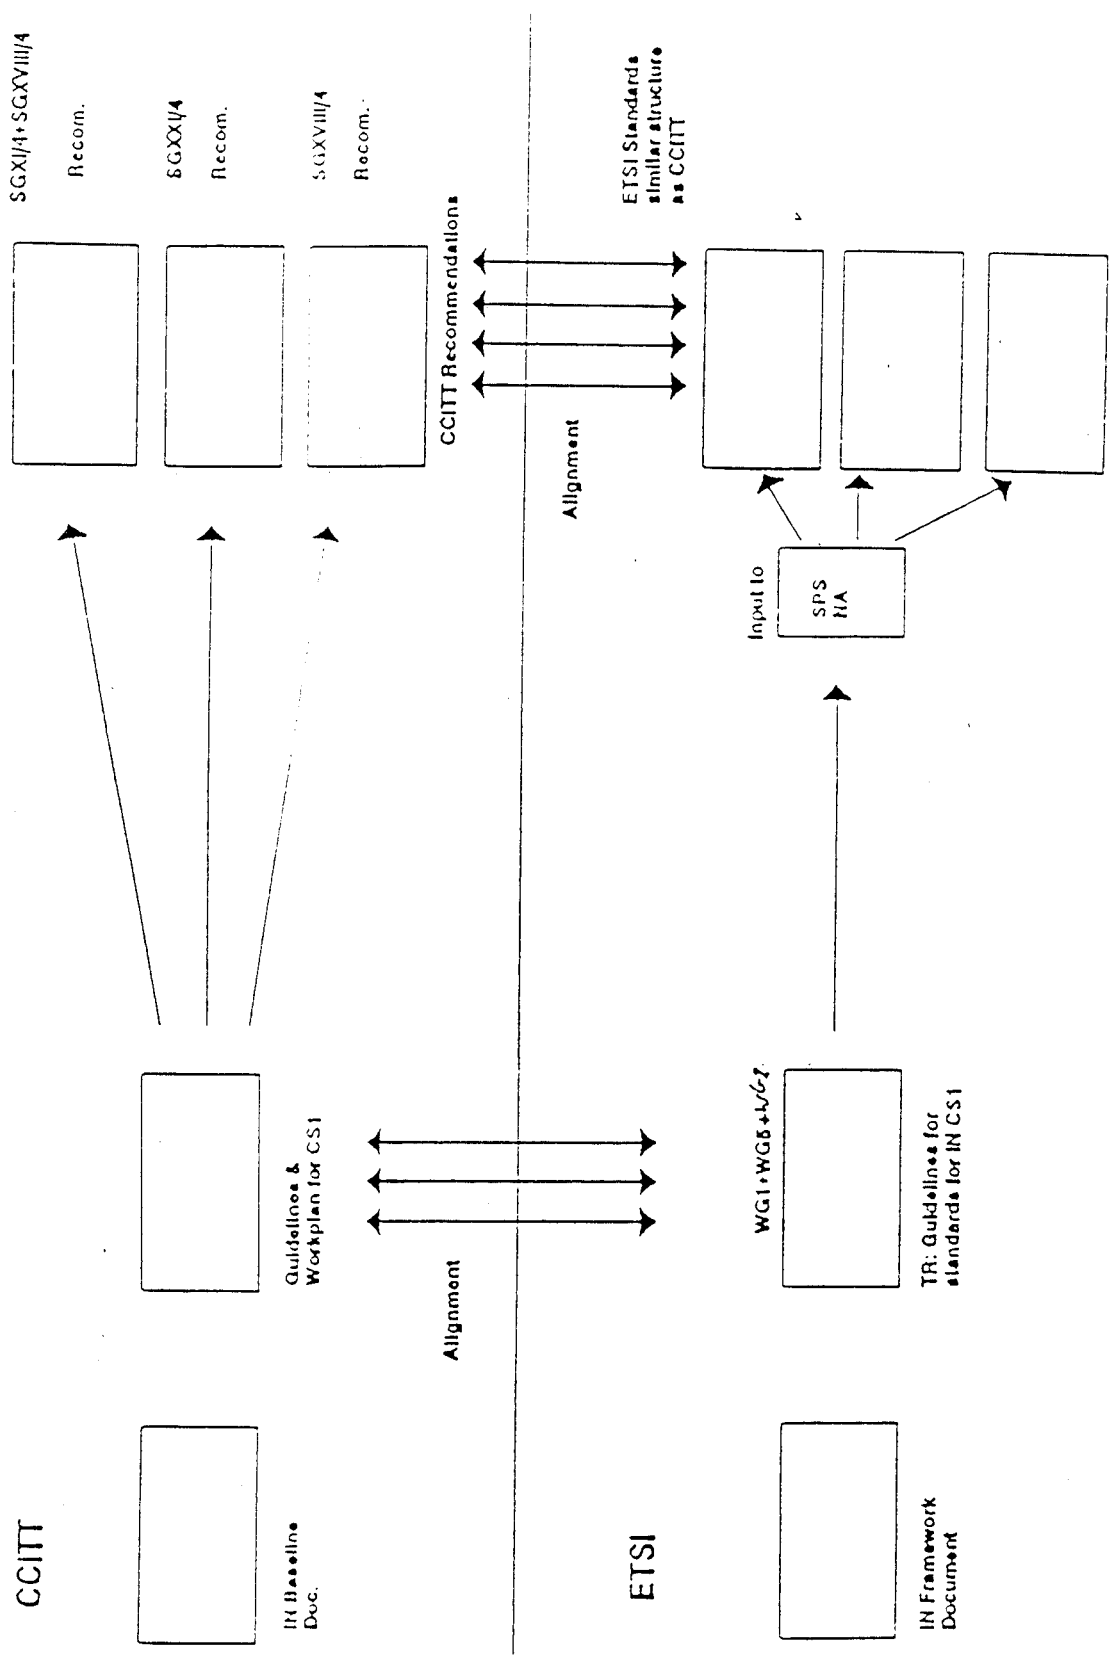 CCITT
IN Baseline
Doc.
Guidelines &
Workplan for CS1
SGXI/4+SGXVIII/4
Recom.
SGXXI/4
Recom.
SGXVIII/4
Recom.
CCITT Recommendations
Alignment
Alignment
ETSI
IN Framework
Document
WG1+WG6+WG2
TR: Guidelines for
standards for IN CS1
Input to
SPS
NA
ETSI Standards
similar structure
as CCITT